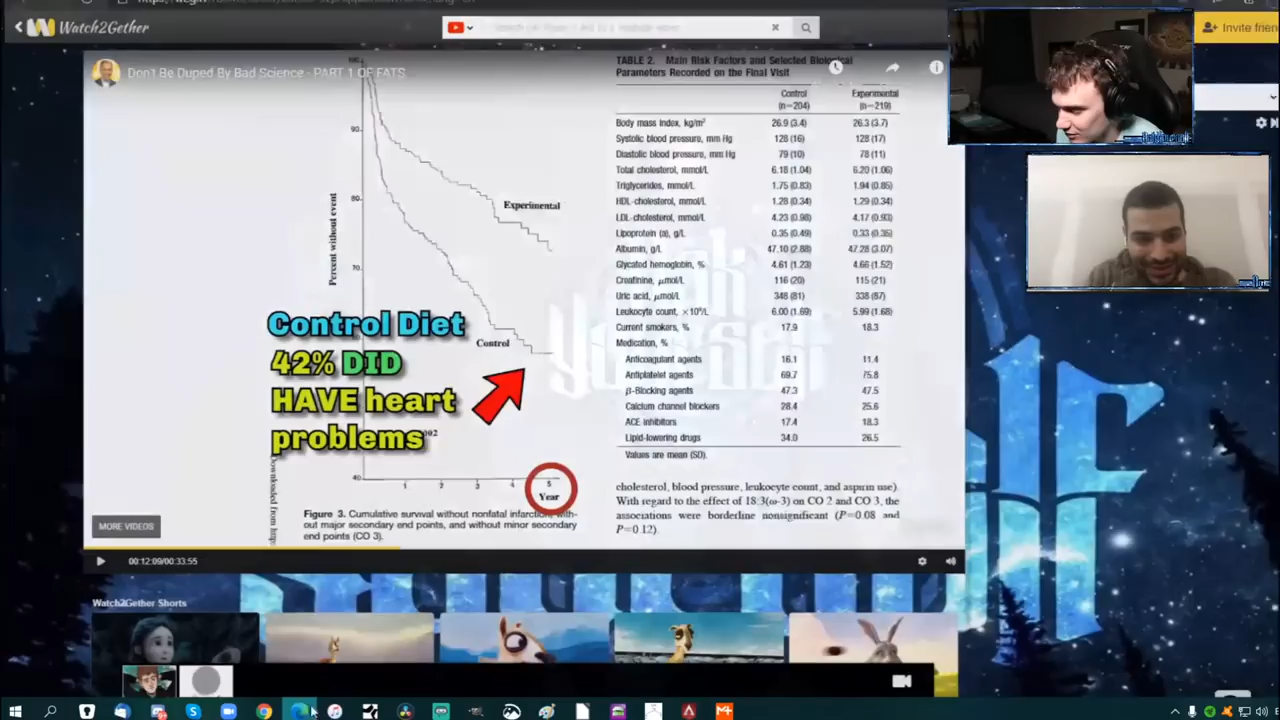 Watch2Gether
Invite frien
Don't Be Duped By Bad Science - PART 1 OF FATS
TABLE 2. Main Risk Factors and Selected Biological
Parameters Recorded on the Final Visit
Control Experimental
(n=204) (n=219)
Body mass index, kg/m² 26.9 (3.4) 26.3 (3.7)
Systolic blood pressure, mm Hg 128 (16) 128 (17)
Diastolic blood pressure, mm Hg 79 (10) 78 (11)
Total cholesterol, mmol/L 6.18 (1.04) 6.20 (1.06)
Triglycerides, mmol/L 1.75 (0.83) 1.94 (0.85)
HDL-cholesterol, mmol/L 1.28 (0.34) 1.29 (0.34)
LDL-cholesterol, mmol/L 4.23 (0.98) 4.17 (0.93)
Lipoprotein (a), g/L 0.35 (0.49) 0.33 (0.35)
Albumin, g/L 47.10 (2.88) 47.28 (3.07)
Glycated hemoglobin, % 4.61 (1.23) 4.66 (1.52)
Creatinine, μmol/L 116 (20) 115 (21)
Uric acid, μmol/L 348 (81) 338 (87)
Leukocyte count, ×10⁹/L 6.00 (1.69) 5.99 (1.68)
Current smokers, % 17.9 18.3
Medication, %
Anticoagulant agents 16.1 11.4
Antiplatelet agents 69.7 75.8
β-Blocking agents 47.3 47.5
Calcium channel blockers 28.4 25.6
ACE inhibitors 17.4 18.3
Lipid-lowering drugs 34.0 26.5
Values are mean (SD).
cholesterol, blood pressure, leukocyte count, and aspirin use).
With regard to the effect of 18:3(ω-3) on CO 2 and CO 3, the
associations were borderline nonsignificant (P=0.08 and
P=0.12).
Percent without event
90
80
70
40
Experimental
Control
1 2 3 4 5
Year
Control Diet
42% DID
HAVE heart
problems
Downloaded from http:
Figure 3. Cumulative survival without nonfatal infarction, with-
out major secondary end points, and without minor secondary
end points (CO 3).
MORE VIDEOS
00:12:09/00:33:55
Watch2Gether Shorts